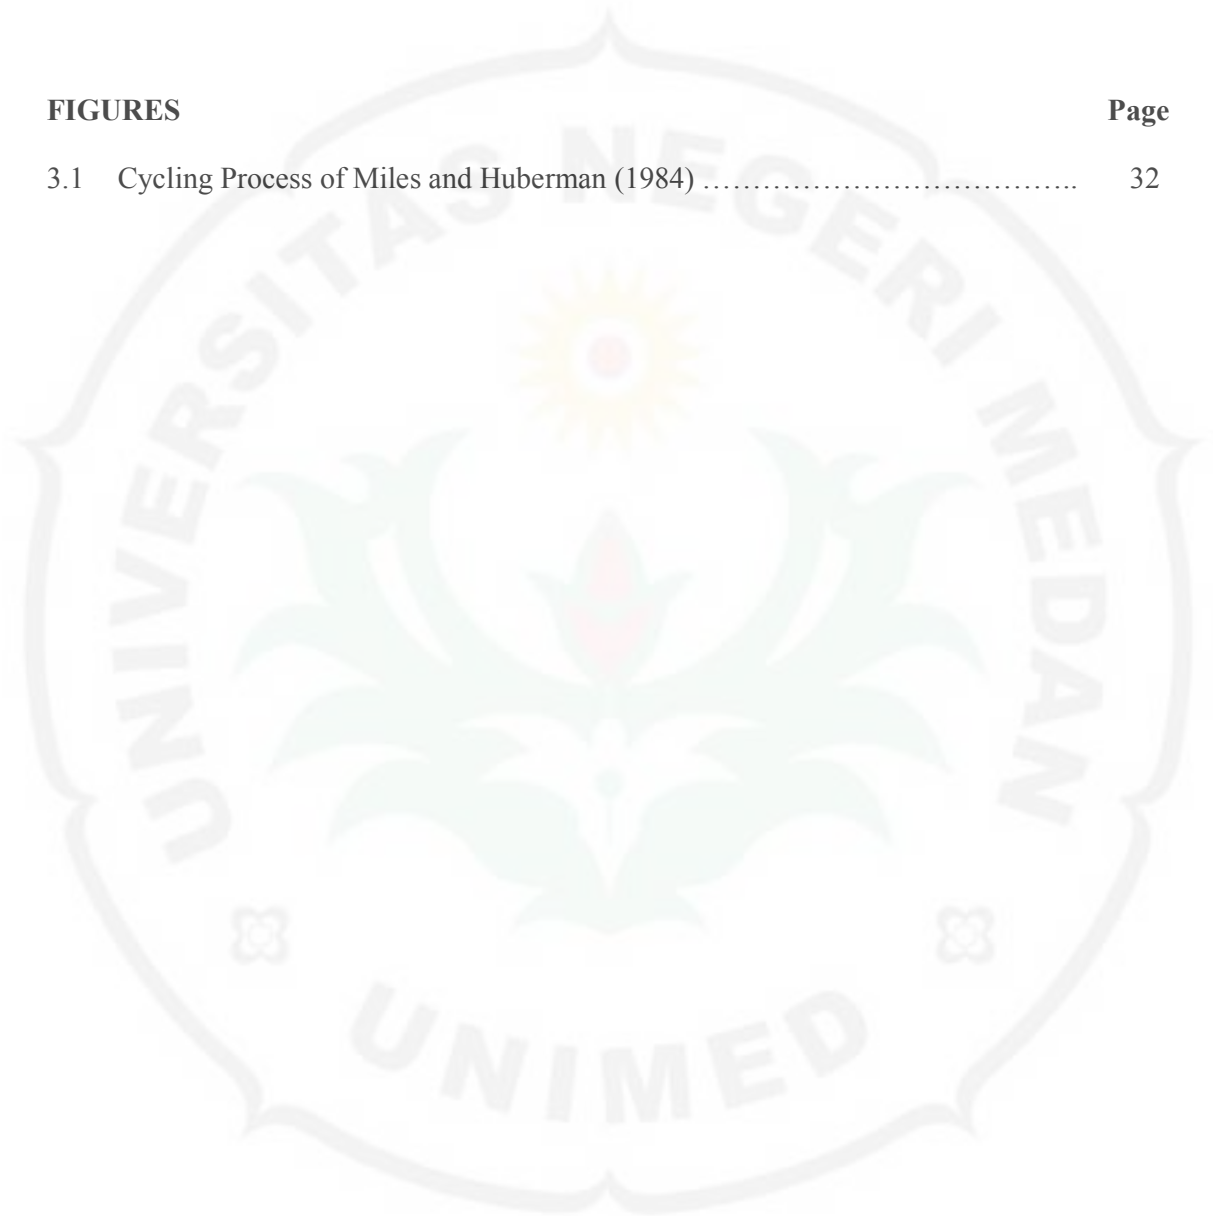 FIGURES Page
3.1 Cycling Process of Miles and Huberman (1984) ……………………………….. 32
UNIVERSITAS NEGERI MEDAN
UNIMED